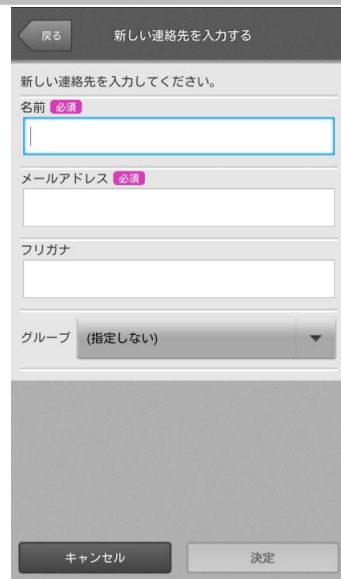 戻る 新しい連絡先を入力する
新しい連絡先を入力してください。
名前 必須
メールアドレス 必須
フリガナ
グループ (指定しない)
キャンセル 決定